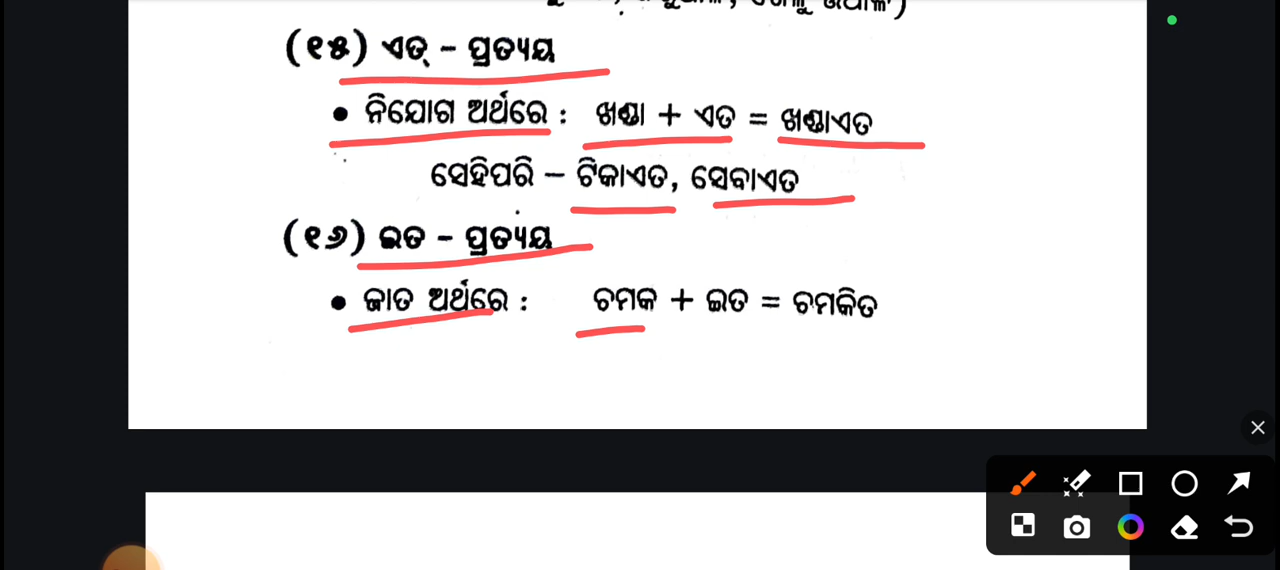 (୧୫) ଏତ୍ – ପ୍ରତ୍ୟୟ
• ନିଯୋଗ ଅର୍ଥରେ : ଖଣ୍ଡା + ଏତ = ଖଣ୍ଡାଏତ
ସେହିପରି – ଟିକାଏତ, ସେବାଏତ
(୧୬) ଇତ – ପ୍ରତ୍ୟୟ
• ଜାତ ଅର୍ଥରେ : ଚମକ + ଇତ = ଚମକିତ